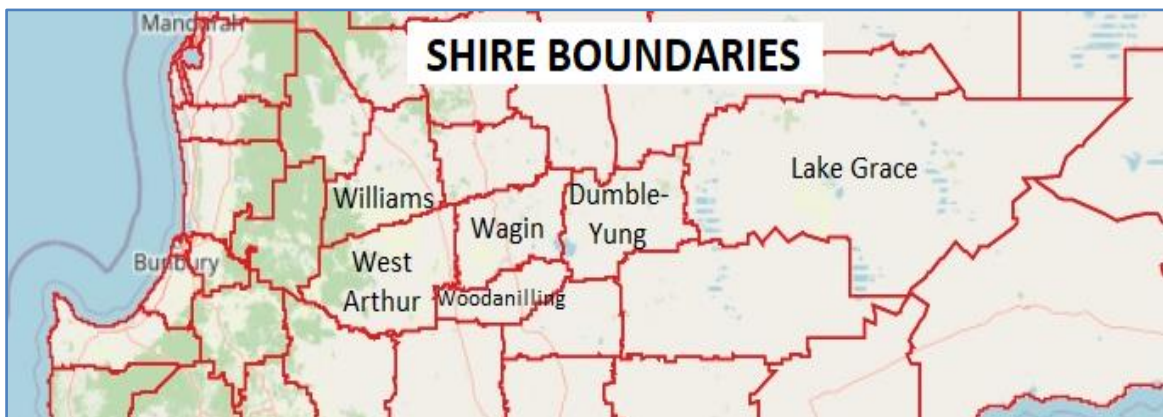 Mandurah
SHIRE BOUNDARIES
Lake Grace
Williams
Dumble-
Yung
Wagin
West
Arthur
Bunbury
Woodanilling